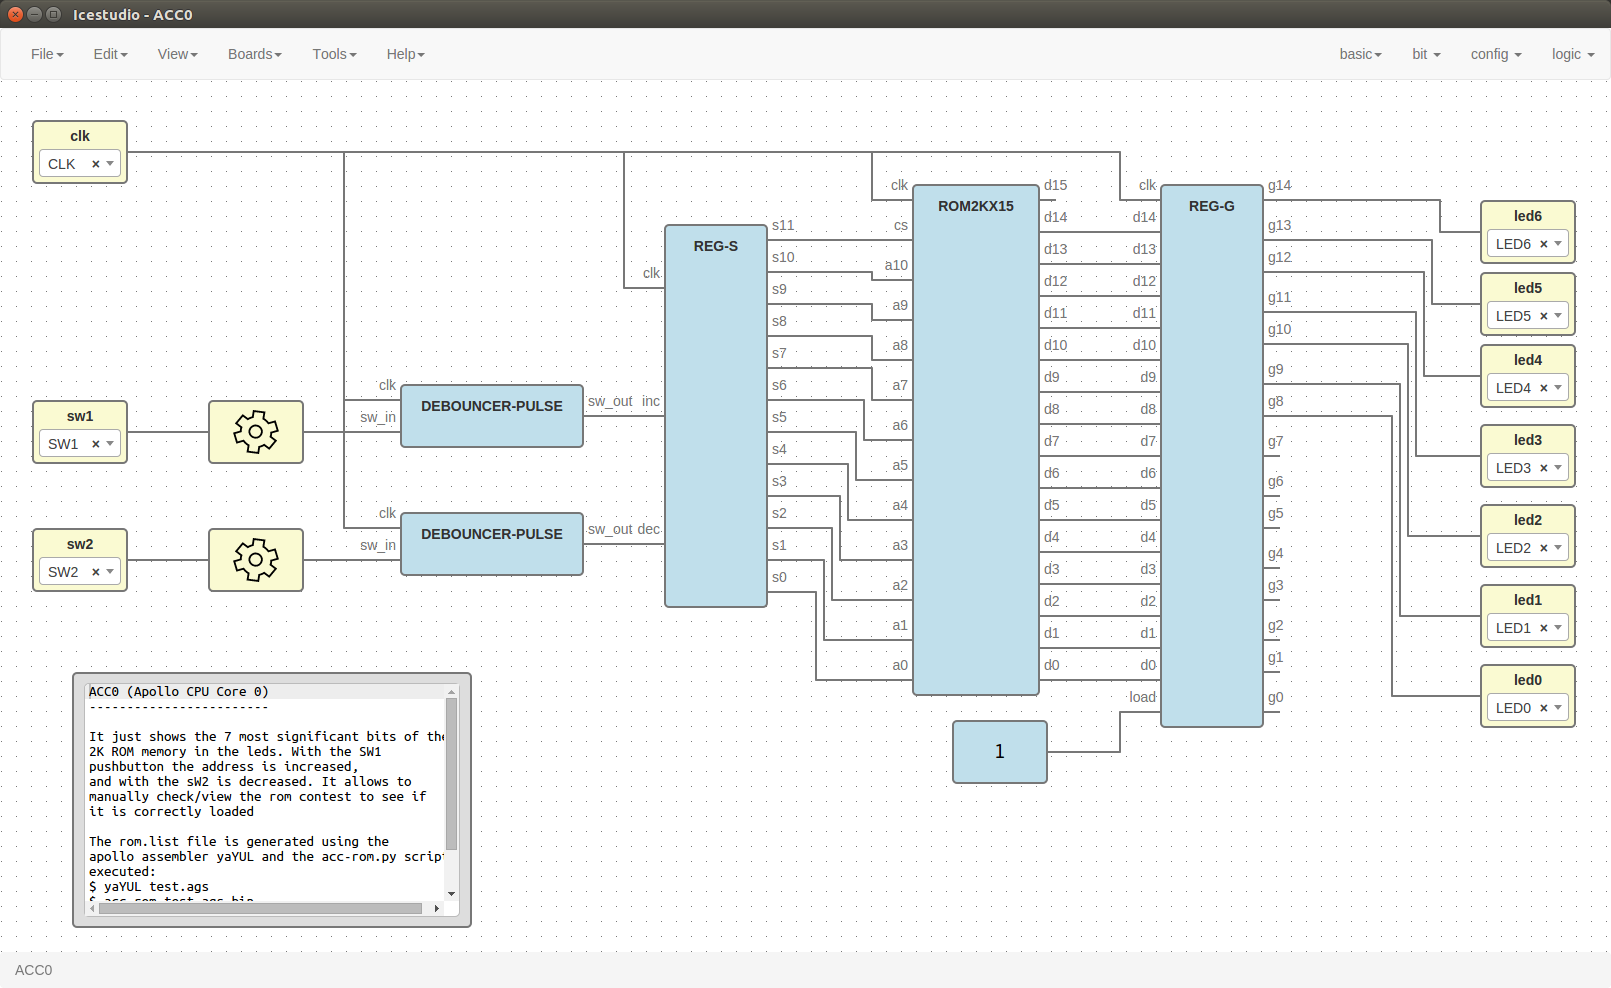 Icestudio - ACC0
File Edit View Boards Tools Help basic bit config logic
clk
CLK ×
sw1
SW1 ×
sw2
SW2 ×
clk
sw_in
DEBOUNCER-PULSE
sw_out
clk
sw_in
DEBOUNCER-PULSE
sw_out
clk
inc
dec
REG-S
s11
s10
s9
s8
s7
s6
s5
s4
s3
s2
s1
s0
clk
cs
a10
a9
a8
a7
a6
a5
a4
a3
a2
a1
a0
ROM2KX15
d15
d14
d13
d12
d11
d10
d9
d8
d7
d6
d5
d4
d3
d2
d1
d0
1
clk
d14
d13
d12
d11
d10
d9
d8
d7
d6
d5
d4
d3
d2
d1
d0
load
REG-G
g14
g13
g12
g11
g10
g9
g8
g7
g6
g5
g4
g3
g2
g1
g0
led6
LED6 ×
led5
LED5 ×
led4
LED4 ×
led3
LED3 ×
led2
LED2 ×
led1
LED1 ×
led0
LED0 ×
ACC0 (Apollo CPU Core 0)
------------------------
It just shows the 7 most significant bits of the
2K ROM memory in the leds. With the SW1
pushbutton the address is increased,
and with the sW2 is decreased. It allows to
manually check/view the rom contest to see if
it is correctly loaded
The rom.list file is generated using the
apollo assembler yaYUL and the acc-rom.py script
executed:
$ yaYUL test.ags
$ acc-rom test.ags.bin
ACC0